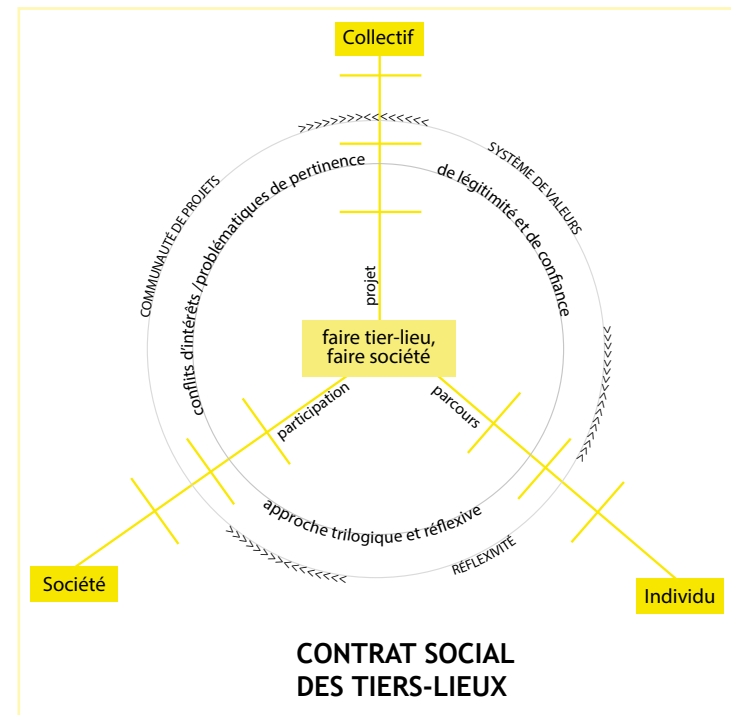 Collectif
>>>>>>>><<<<<<<<
SYSTÈME DE VALEURS
COMMUNAUTÉ DE PROJETS
conflits d'intérêts /problématiques de pertinence
de légitimité et de confiance
projet
faire tier-lieu,
faire société
participation
parcours
approche trilogique et réflexive
RÉFLEXIVITÉ
Société
Individu
CONTRAT SOCIAL
DES TIERS-LIEUX